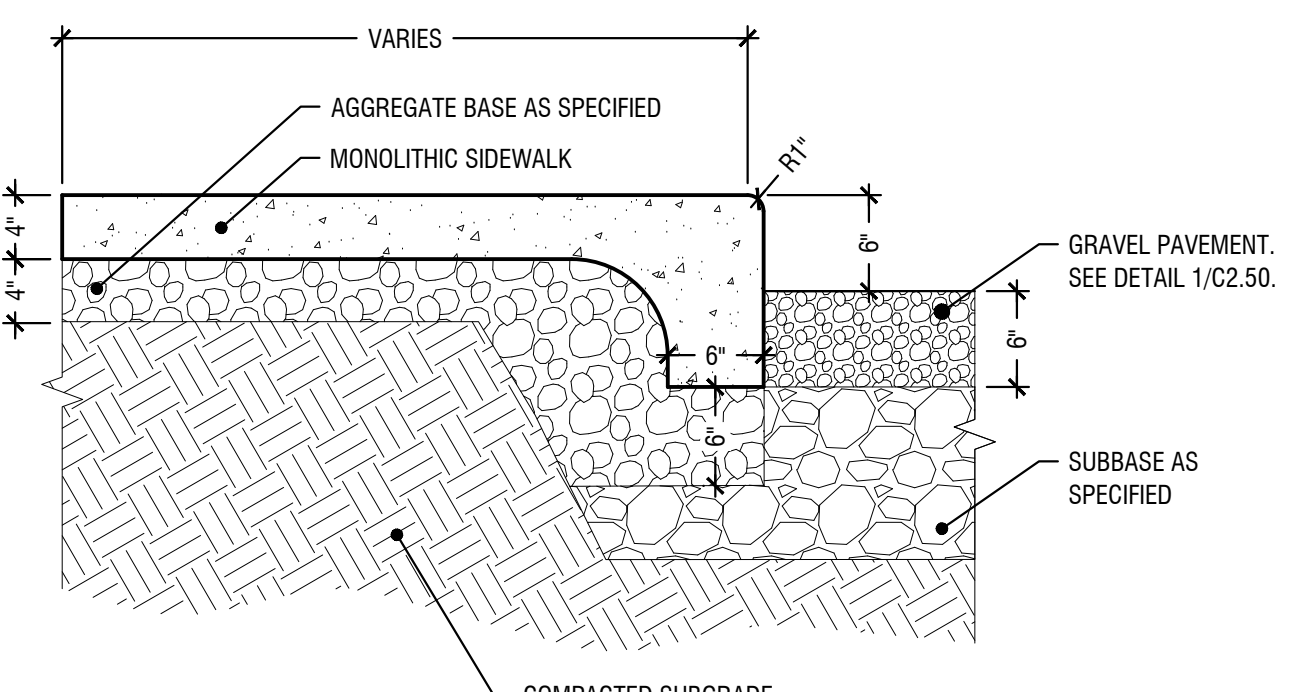 VARIES
AGGREGATE BASE AS SPECIFIED
MONOLITHIC SIDEWALK
R1"
4"
4"
6"
GRAVEL PAVEMENT.
SEE DETAIL 1/C2.50.
6"
6"
6"
SUBBASE AS
SPECIFIED
COMPACTED SUBGRADE